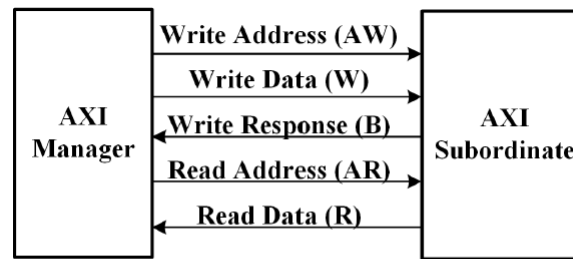 Write Address (AW)
Write Data (W)
AXI
Manager
Write Response (B)
AXI
Subordinate
Read Address (AR)
Read Data (R)